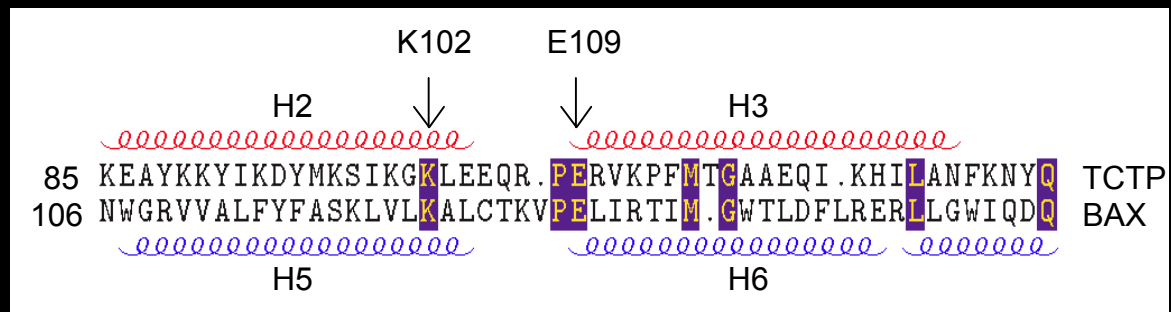 K102 E109
H2 H3
85 KEAYKKYIKDYMKSIKGKLEEQR.PERVKPFMTGAAEQI.KHILANFKNYQ TCTP
106 NWGRVVALFYFASKLVLKALCTKVPELIRTIM.GWTLDFLRERLLGWIQDQ BAX
H5 H6